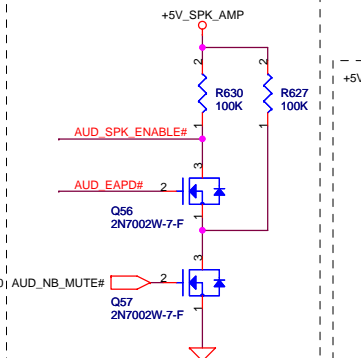 +5V_SPK_AMP
+5V
2
2
R630
100K
R627
100K
1
1
AUD_SPK_ENABLE#
3
AUD_EAPD#
2
Q56
2N7002W-7-F
1
3
AUD_NB_MUTE#
2
Q57
2N7002W-7-F
1